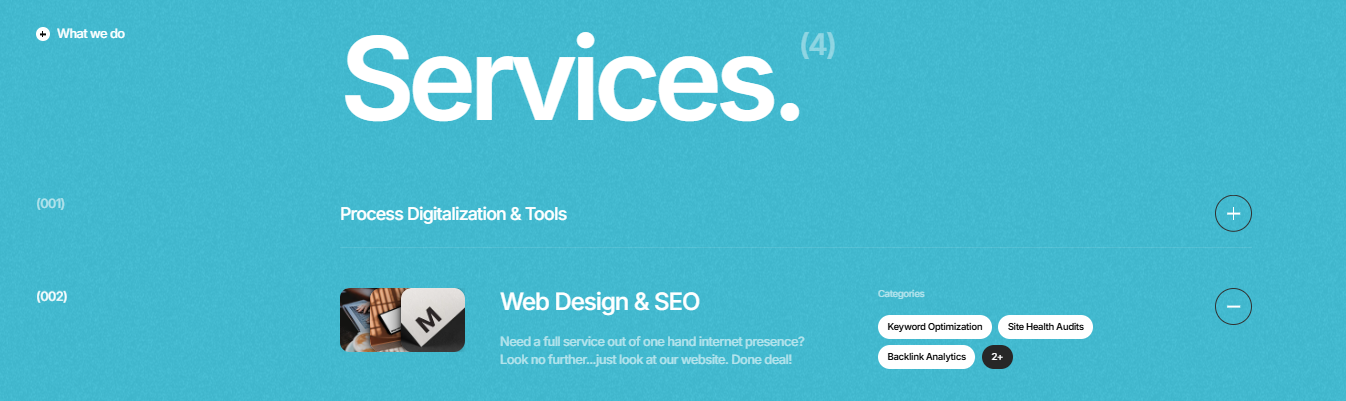 What we do
Services.
(4)
(001)
Process Digitalization & Tools
(002)
M
Web Design & SEO
Need a full service out of one hand internet presence?
Look no further...just look at our website. Done deal!
Categories
Keyword Optimization
Site Health Audits
Backlink Analytics
2+